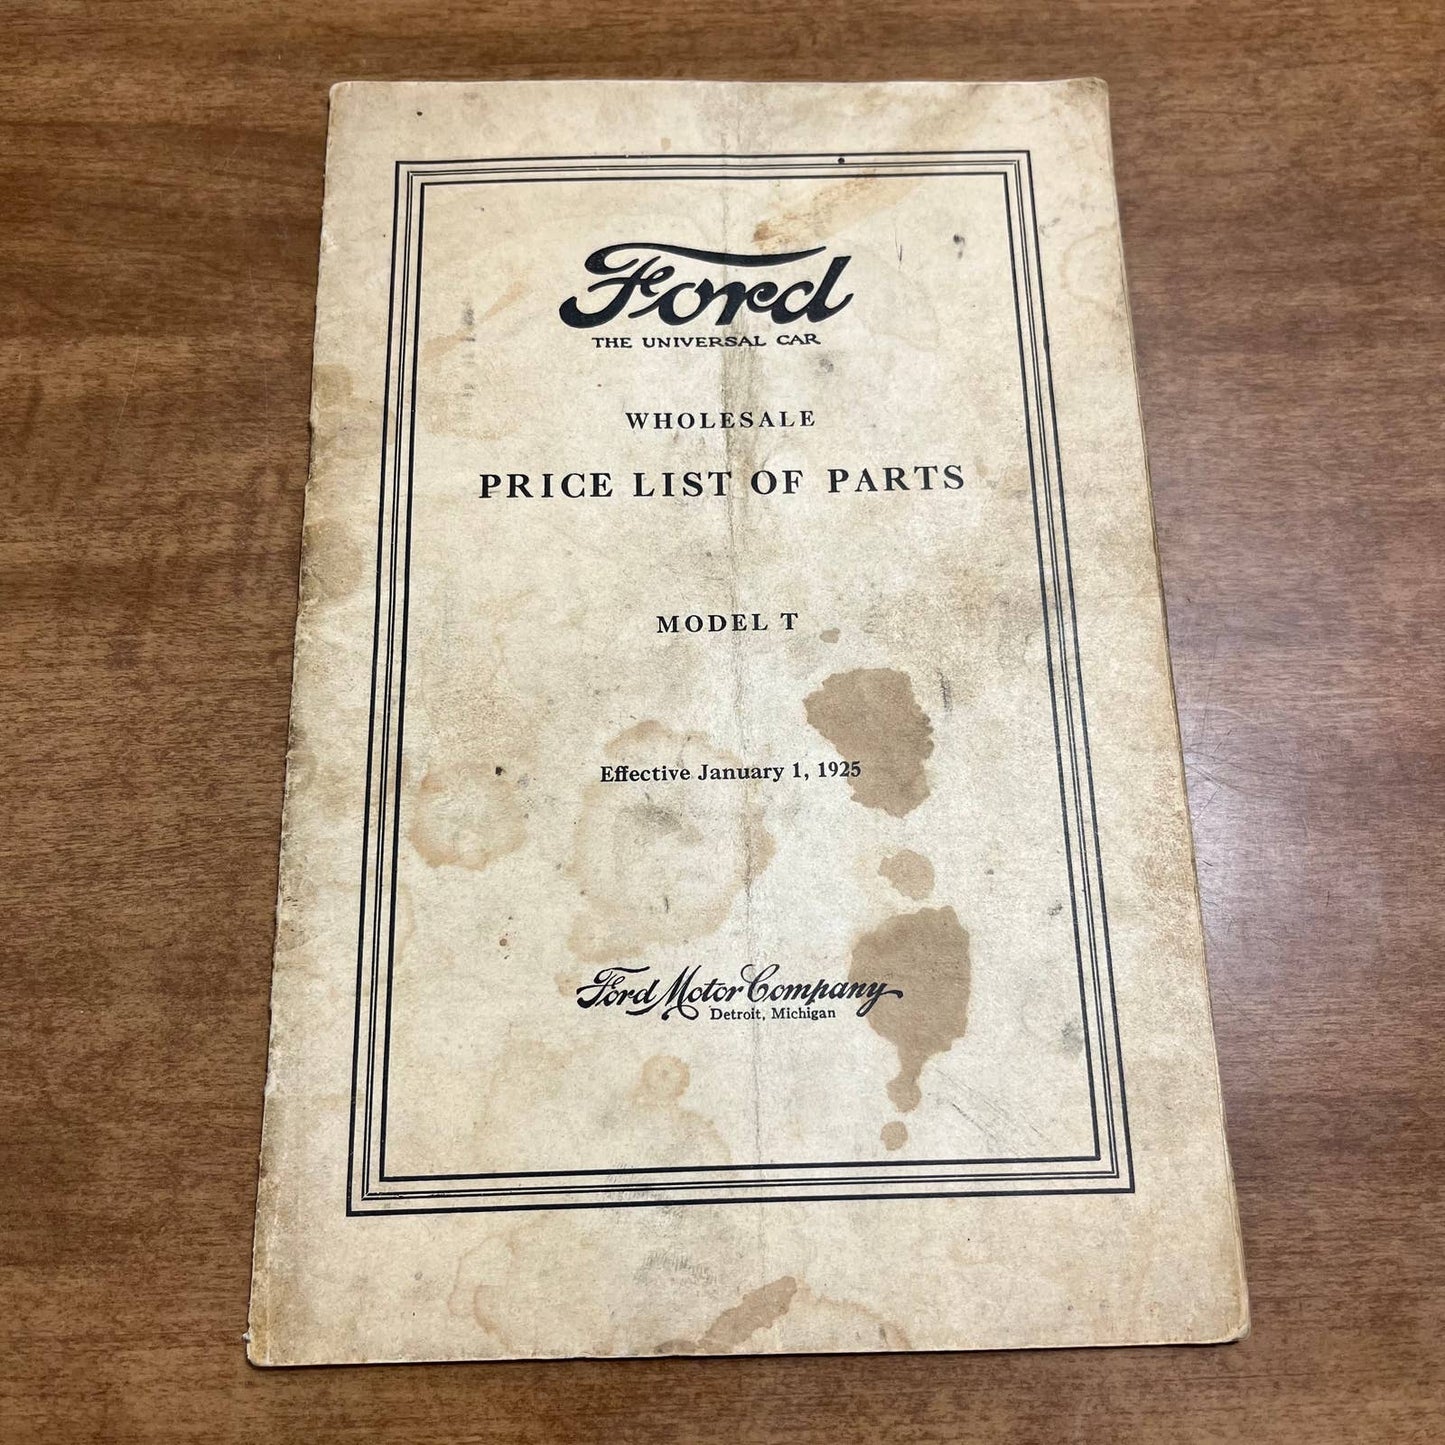 Ford
THE UNIVERSAL CAR
WHOLESALE
PRICE LIST OF PARTS
MODEL T
Effective January 1, 1925
Ford Motor Company
Detroit, Michigan